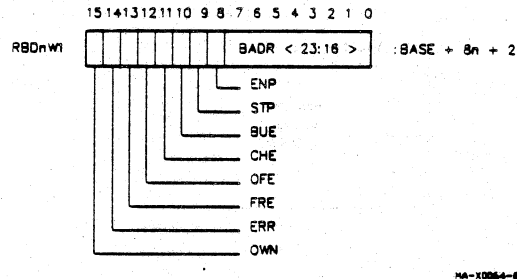 15 14 13 12 11 10 9 8 7 6 5 4 3 2 1 0
RBDnW1 BADR < 23:16 > :BASE + 8n + 2
ENP
STP
BUE
CHE
OFE
FRE
ERR
OWN